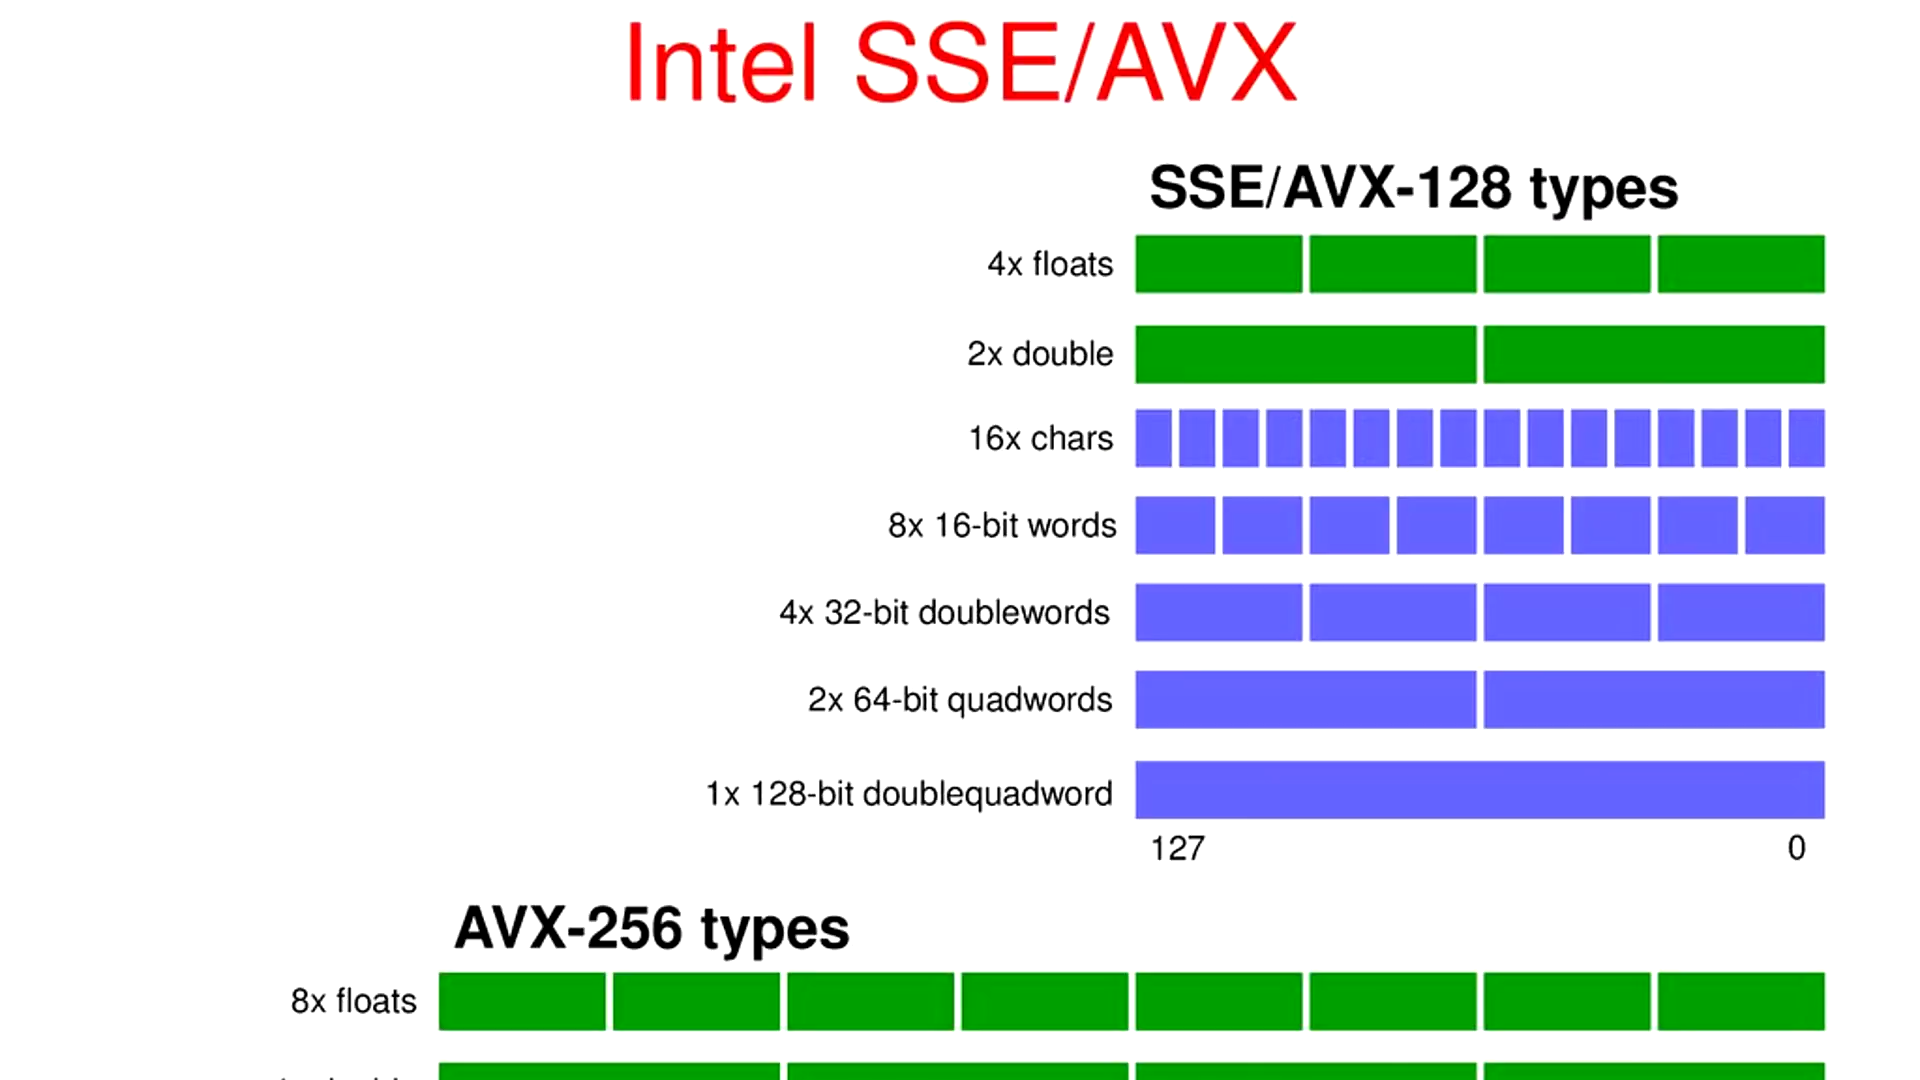 Intel SSE/AVX
SSE/AVX-128 types
4x floats
2x double
16x chars
8x 16-bit words
4x 32-bit doublewords
2x 64-bit quadwords
1x 128-bit doublequadword
127 0
AVX-256 types
8x floats